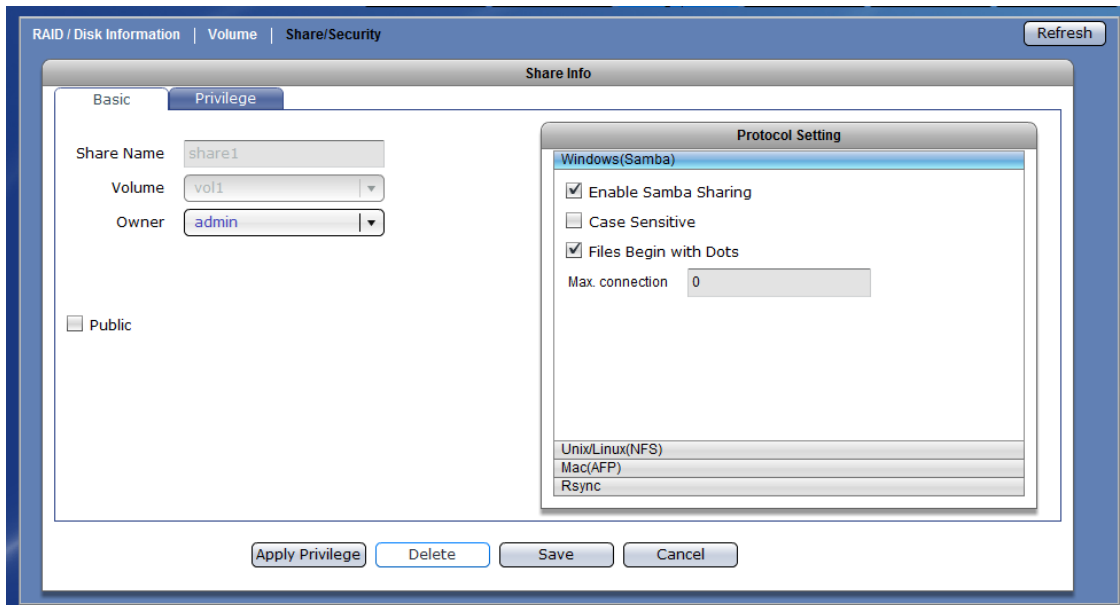 RAID / Disk Information | Volume | Share/Security Refresh
Share Info
Basic Privilege
Share Name share1
Volume vol1
Owner admin
Public
Protocol Setting
Windows(Samba)
Enable Samba Sharing
Case Sensitive
Files Begin with Dots
Max. connection 0
Unix/Linux(NFS)
Mac(AFP)
Rsync
Apply Privilege Delete Save Cancel